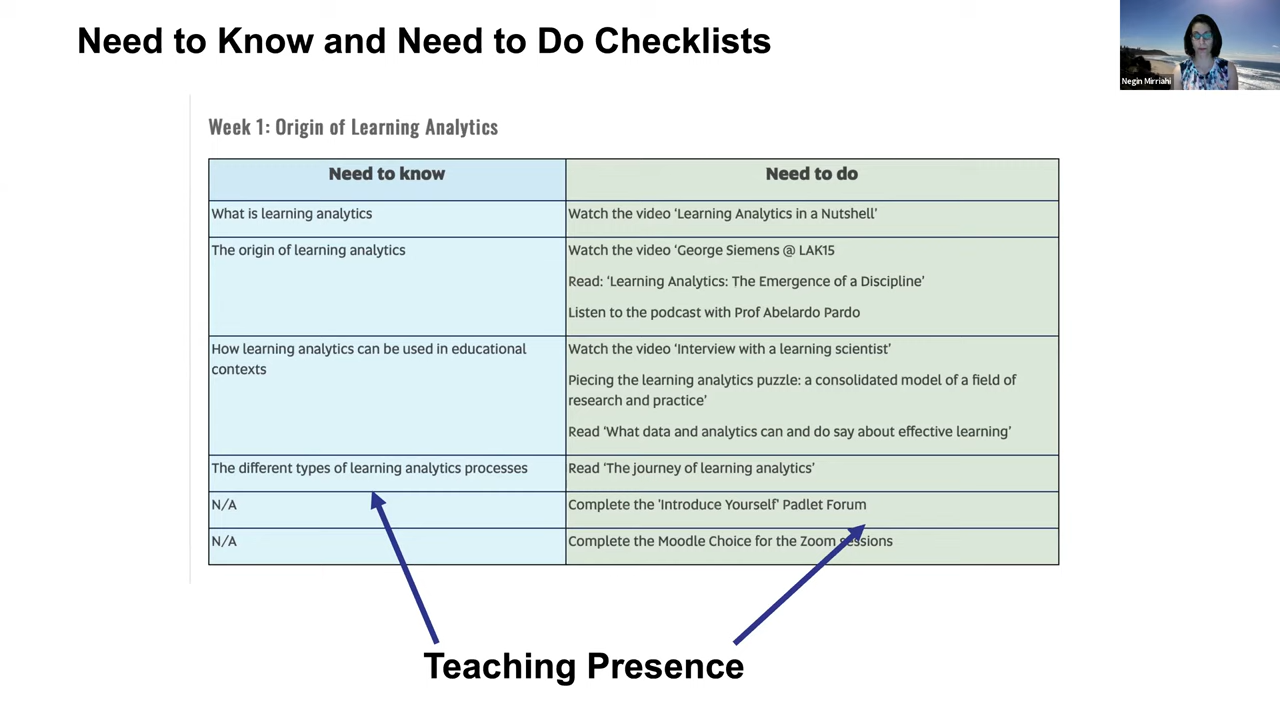 Need to Know and Need to Do Checklists
Negin Mirriahi
Week 1: Origin of Learning Analytics
Need to know
Need to do
What is learning analytics
Watch the video ‘Learning Analytics in a Nutshell’
The origin of learning analytics
Watch the video ‘George Siemens @ LAK15
Read: ‘Learning Analytics: The Emergence of a Discipline’
Listen to the podcast with Prof Abelardo Pardo
How learning analytics can be used in educational
contexts
Watch the video ‘Interview with a learning scientist’
Piecing the learning analytics puzzle: a consolidated model of a field of
research and practice’
Read ‘What data and analytics can and do say about effective learning’
The different types of learning analytics processes
Read ‘The journey of learning analytics’
N/A
Complete the 'Introduce Yourself' Padlet Forum
N/A
Complete the Moodle Choice for the Zoom sessions
Teaching Presence